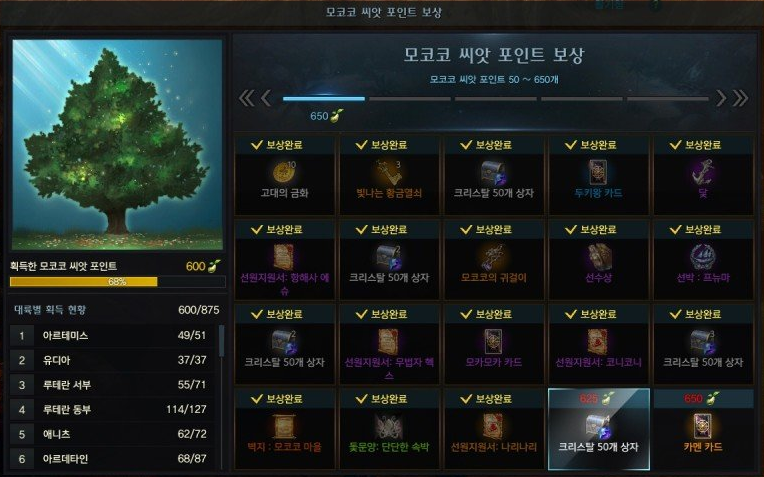 모코코 씨앗 포인트 보상
모코코 씨앗 포인트 보상
모코코 씨앗 포인트 50 ~ 650개
650
획득한 모코코 씨앗 포인트 600
68%
대륙별 획득 현황 600/875
1 아르테미스 49/51
2 유디아 37/37
3 루테란 서부 55/71
4 루테란 동부 114/127
5 애니츠 62/72
6 아르데타인 68/87
보상완료 보상완료 보상완료 보상완료 보상완료
10 3
고대의 금화 빛나는 황금열쇠 크리스탈 50개 상자 두키왕 카드 닻
보상완료 보상완료 보상완료 보상완료 보상완료
2
선원지원서: 항해사 에슈 크리스탈 50개 상자 모코코의 귀걸이 선수상 선박 : 프뉴마
보상완료 보상완료 보상완료 보상완료 보상완료
2 3
크리스탈 50개 상자 선원지원서: 무법자 헥스 모카모카 카드 선원지원서: 코니코니 크리스탈 50개 상자
보상완료 보상완료 보상완료 625 650
벽지 : 모코코 마을 돛문양: 단단한 속박 선원지원서: 나리나리 크리스탈 50개 상자 카멘 카드